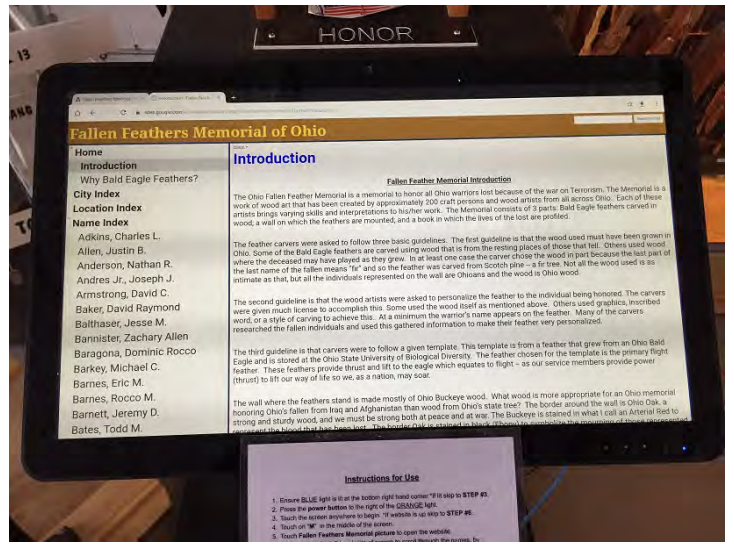 HONOR
13
ANG
TO
Fallen Feathers Memorial of Ohio
Home
Introduction
Why Bald Eagle Feathers?
City Index
Location Index
Name Index
Adkins, Charles L.
Allen, Justin B.
Anderson, Nathan R.
Andres Jr., Joseph J.
Armstrong, David C.
Baker, David Raymond
Balthaser, Jesse M.
Bannister, Zachary Allen
Baragona, Dominic Rocco
Barkey, Michael C.
Barnes, Eric M.
Barnes, Rocco M.
Barnett, Jeremy D.
Bates, Todd M.
Introduction
Fallen Feather Memorial Introduction
The Ohio Fallen Feather Memorial is a memorial to honor all Ohio warriors lost because of the war on Terrorism. The Memorial is a
work of wood art that has been created by approximately 200 craft persons and wood artists from all across Ohio. Each of these
artists brings varying skills and interpretations to his/her work. The Memorial consists of 3 parts: Bald Eagle feathers carved in
wood, a wall on which the feathers are mounted, and a book in which the lives of the lost are profiled.
The feather carvers were asked to follow three basic guidelines. The first guideline is that the wood used must have been grown in
Ohio. Some of the Bald Eagle feathers are carved using wood that is from the resting places of those that fell. Others used wood
where the deceased may have played as they grew. In at least one case the carver chose the wood in part because the last part of
the last name of the fallen means "fir" and so the feather was carved from Scotch pine – a fir tree. Not all the wood used is as
intimate as that, but all the individuals represented on the wall are Ohioans and the wood is Ohio wood.
The second guideline is that the wood artists were asked to personalize the feather to the individual being honored. The carvers
were given much license to accomplish this. Some used the wood itself as mentioned above. Others used graphics, inscribed
word, or a style of carving to achieve this. At a minimum the warrior's name appears on the feather. Many of the carvers
researched the fallen individuals and used this gathered information to make their feather very personalized.
The third guideline is that carvers were to follow a given template. This template is from a feather that grew from an Ohio Bald
Eagle and is stored at the Ohio State University of Biological Diversity. The feather chosen for the template is the primary flight
feather. These feathers provide thrust and lift to the eagle which equates to flight – as our service members provide power
(thrust) to lift our way of life so we, as a nation, may soar.
The wall where the feathers stand is made mostly of Ohio Buckeye wood. What wood is more appropriate for an Ohio memorial
honoring Ohio's fallen from Iraq and Afghanistan than wood from Ohio's state tree? The border around the wall is Ohio Oak, a
strong and sturdy wood, and we must be strong both at peace and at war. The Buckeye is stained in what I call an Arterial Red to
represent the blood that has been lost. The border Oak is stained in black (Ebony) to symbolize the mourning of those represented
Instructions for Use
1. Ensure BLUE light is lit at the bottom right hand corner *If lit skip to STEP #3.
2. Press the power button to the right of the ORANGE light.
3. Touch the screen anywhere to begin. *If website is up skip to STEP #6.
4. Touch on "M" in the middle of the screen.
5. Touch Fallen Feathers Memorial picture to open the website.